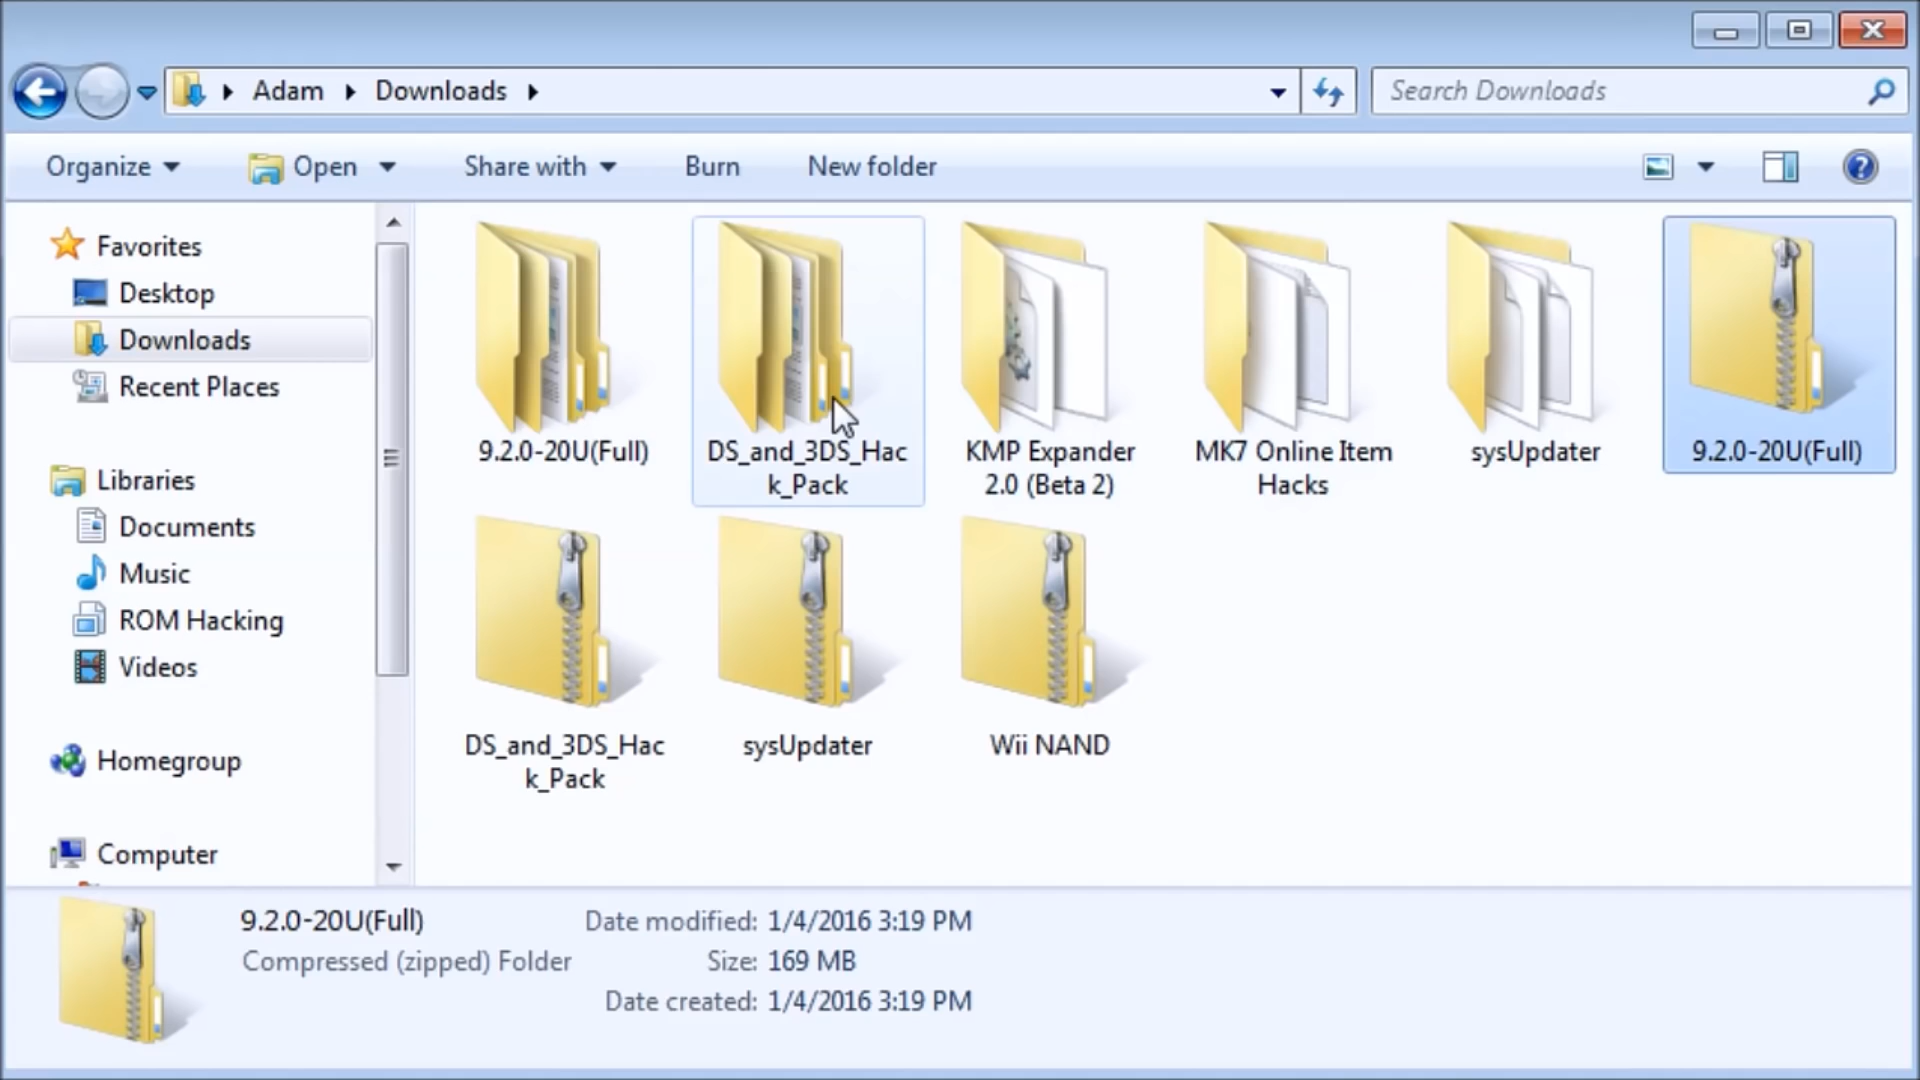 Adam Downloads
Search Downloads
Organize Open Share with Burn New folder
Favorites
Desktop
Downloads
Recent Places
Libraries
Documents
Music
ROM Hacking
Videos
Homegroup
Computer
9.2.0-20U(Full)
DS_and_3DS_Hac
k_Pack
KMP Expander
2.0 (Beta 2)
MK7 Online Item
Hacks
sysUpdater
9.2.0-20U(Full)
DS_and_3DS_Hac
k_Pack
sysUpdater
Wii NAND
9.2.0-20U(Full)
Compressed (zipped) Folder
Date modified: 1/4/2016 3:19 PM
Size: 169 MB
Date created: 1/4/2016 3:19 PM